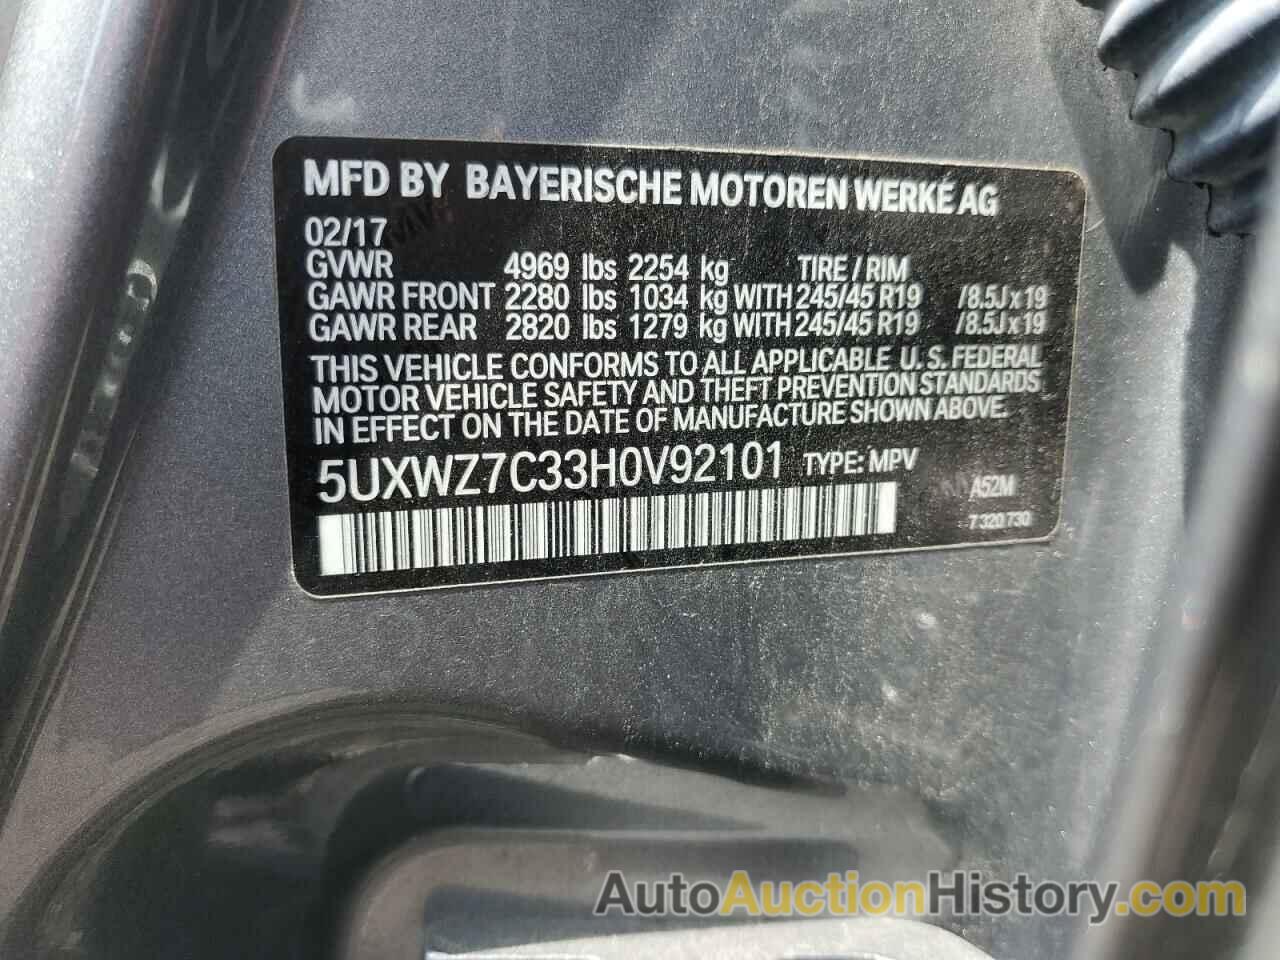 MFD BY BAYERISCHE MOTOREN WERKE AG
02/17
GVWR 4969 lbs 2254 kg TIRE / RIM
GAWR FRONT 2280 lbs 1034 kg WITH 245/45 R19 /8.5J x 19
GAWR REAR 2820 lbs 1279 kg WITH 245/45 R19 /8.5J x 19
THIS VEHICLE CONFORMS TO ALL APPLICABLE U.S. FEDERAL
MOTOR VEHICLE SAFETY AND THEFT PREVENTION STANDARDS
IN EFFECT ON THE DATE OF MANUFACTURE SHOWN ABOVE.
5UXWZ7C33H0V92101 TYPE: MPV
A52M
7 320 730
AutoAuctionHistory.com